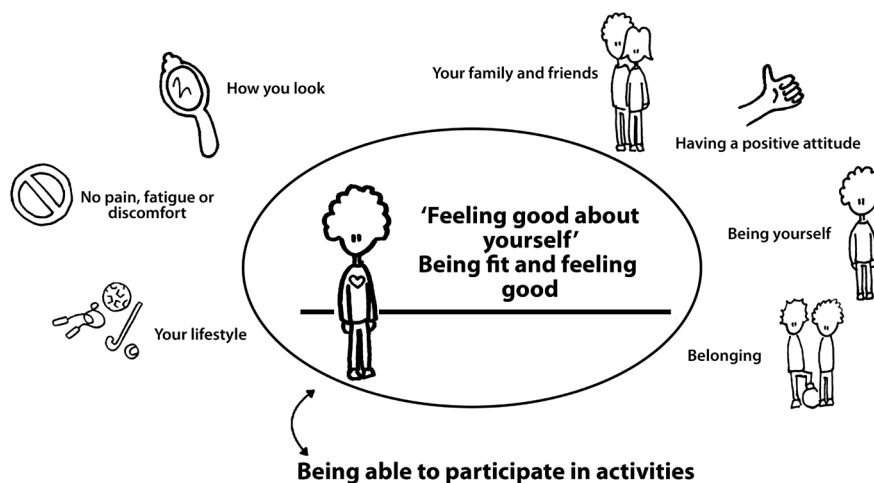 How you look
Your family and friends
Having a positive attitude
No pain, fatigue or
discomfort
'Feeling good about
yourself'
Being fit and feeling
good
Being yourself
Your lifestyle
Belonging
Being able to participate in activities